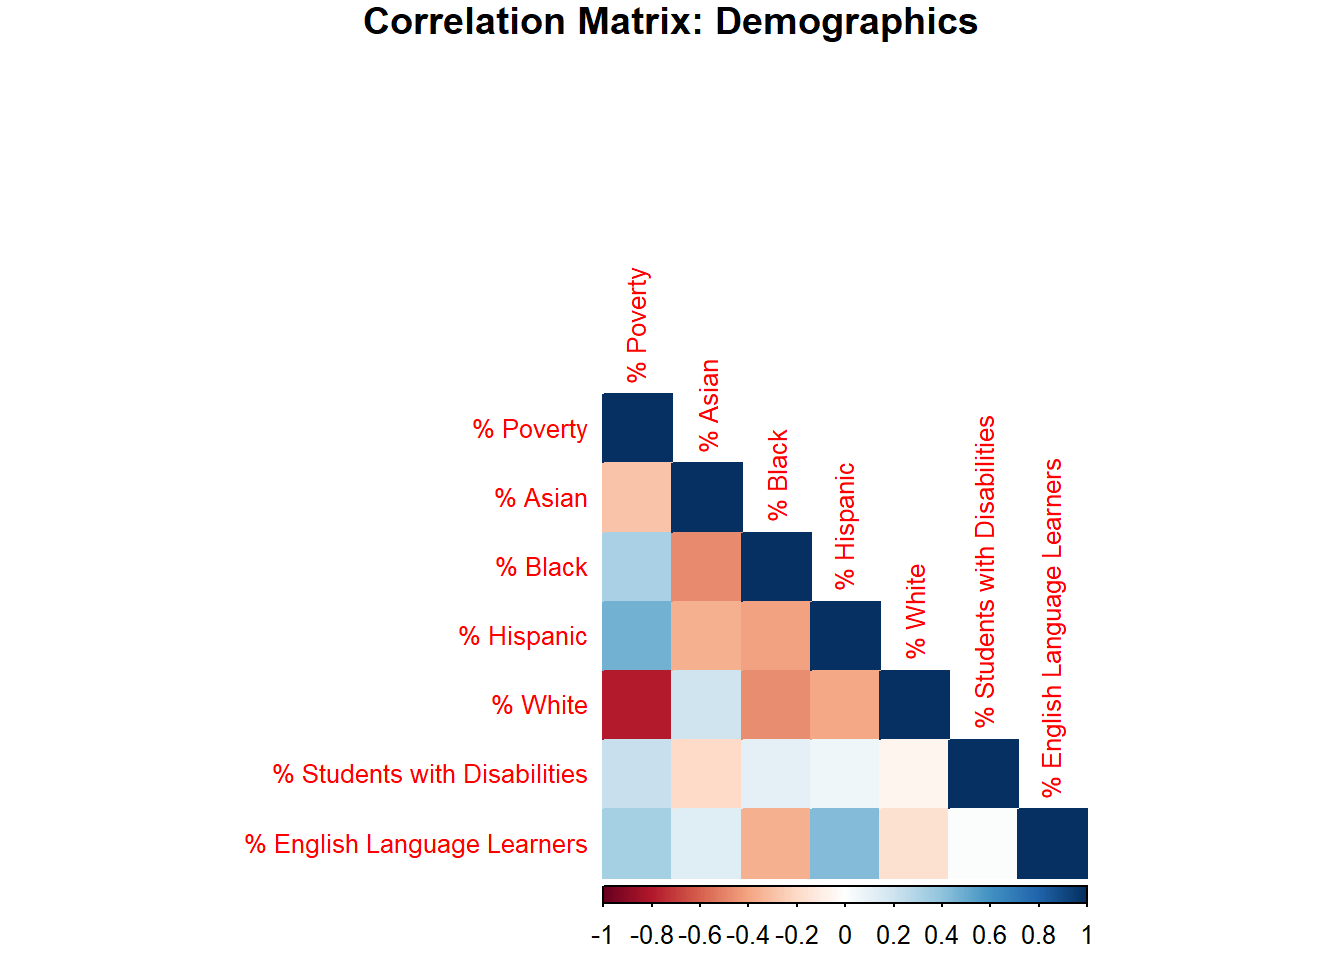 Correlation Matrix: Demographics
% Poverty
% Asian
% Black
% Hispanic
% White
% Students with Disabilities
% English Language Learners
% Poverty
% Asian
% Black
% Hispanic
% White
% Students with Disabilities
% English Language Learners
-1 -0.8 -0.6 -0.4 -0.2 0 0.2 0.4 0.6 0.8 1